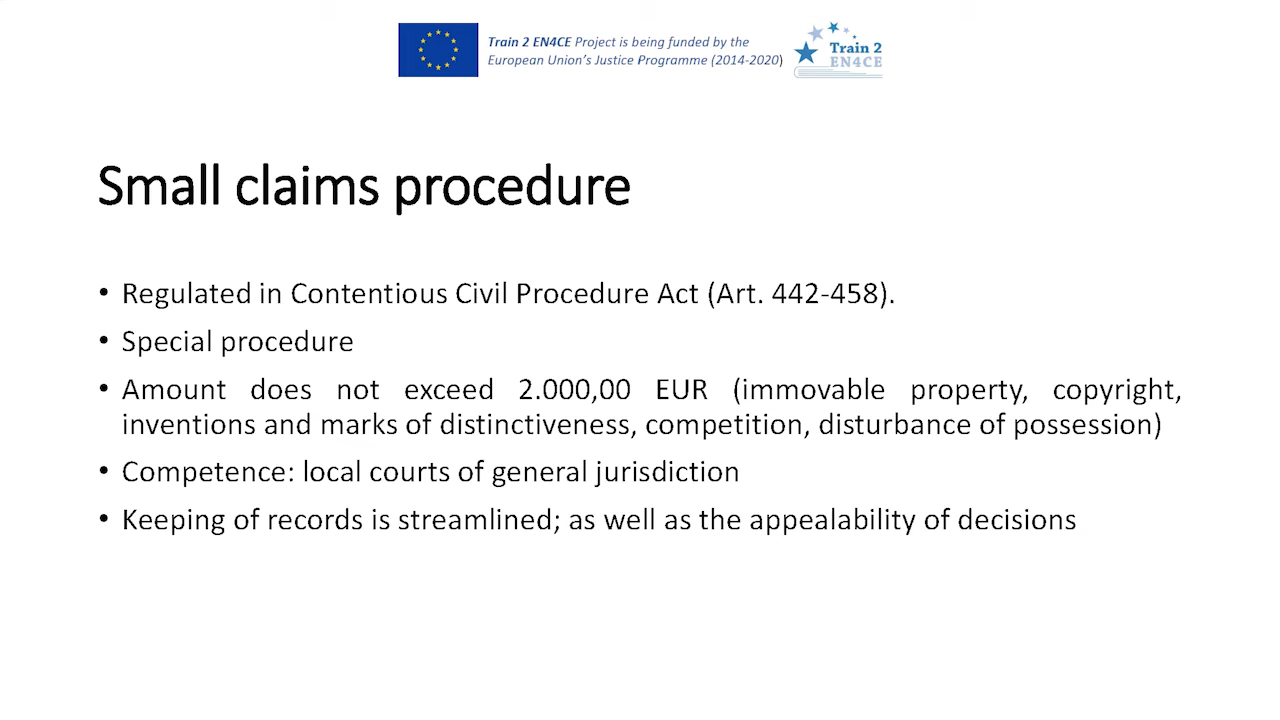 Train 2 EN4CE Project is being funded by the
European Union's Justice Programme (2014-2020)
Train 2
EN4CE
Small claims procedure
• Regulated in Contentious Civil Procedure Act (Art. 442-458).
• Special procedure
• Amount does not exceed 2.000,00 EUR (immovable property, copyright,
inventions and marks of distinctiveness, competition, disturbance of possession)
• Competence: local courts of general jurisdiction
• Keeping of records is streamlined; as well as the appealability of decisions